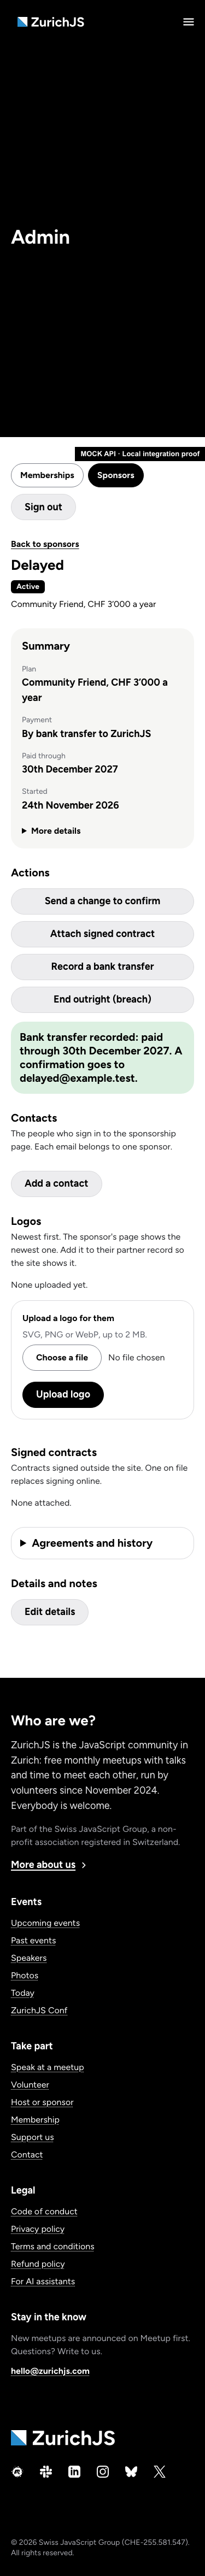 ZurichJS
Admin
MOCK API · Local integration proof
Memberships
Sponsors
Sign out
Back to sponsors
Delayed
Active
Community Friend, CHF 3’000 a year
Summary
Plan
Community Friend, CHF 3’000 a
year
Payment
By bank transfer to ZurichJS
Paid through
30th December 2027
Started
24th November 2026
More details
Actions
Send a change to confirm
Attach signed contract
Record a bank transfer
End outright (breach)
Bank transfer recorded: paid
through 30th December 2027. A
confirmation goes to
delayed@example.test.
Contacts
The people who sign in to the sponsorship
page. Each email belongs to one sponsor.
Add a contact
Logos
Newest first. The sponsor's page shows the
newest one. Add it to their partner record so
the site shows it.
None uploaded yet.
Upload a logo for them
SVG, PNG or WebP, up to 2 MB.
Choose a file
No file chosen
Upload logo
Signed contracts
Contracts signed outside the site. One on file
replaces signing online.
None attached.
Agreements and history
Details and notes
Edit details
Who are we?
ZurichJS is the JavaScript community in
Zurich: free monthly meetups with talks
and time to meet each other, run by
volunteers since November 2024.
Everybody is welcome.
Part of the Swiss JavaScript Group, a non-
profit association registered in Switzerland.
More about us
Events
Upcoming events
Past events
Speakers
Photos
Today
ZurichJS Conf
Take part
Speak at a meetup
Volunteer
Host or sponsor
Membership
Support us
Contact
Legal
Code of conduct
Privacy policy
Terms and conditions
Refund policy
For AI assistants
Stay in the know
New meetups are announced on Meetup first.
Questions? Write to us.
hello@zurichjs.com
ZurichJS
© 2026 Swiss JavaScript Group (CHE-255.581.547).
All rights reserved.